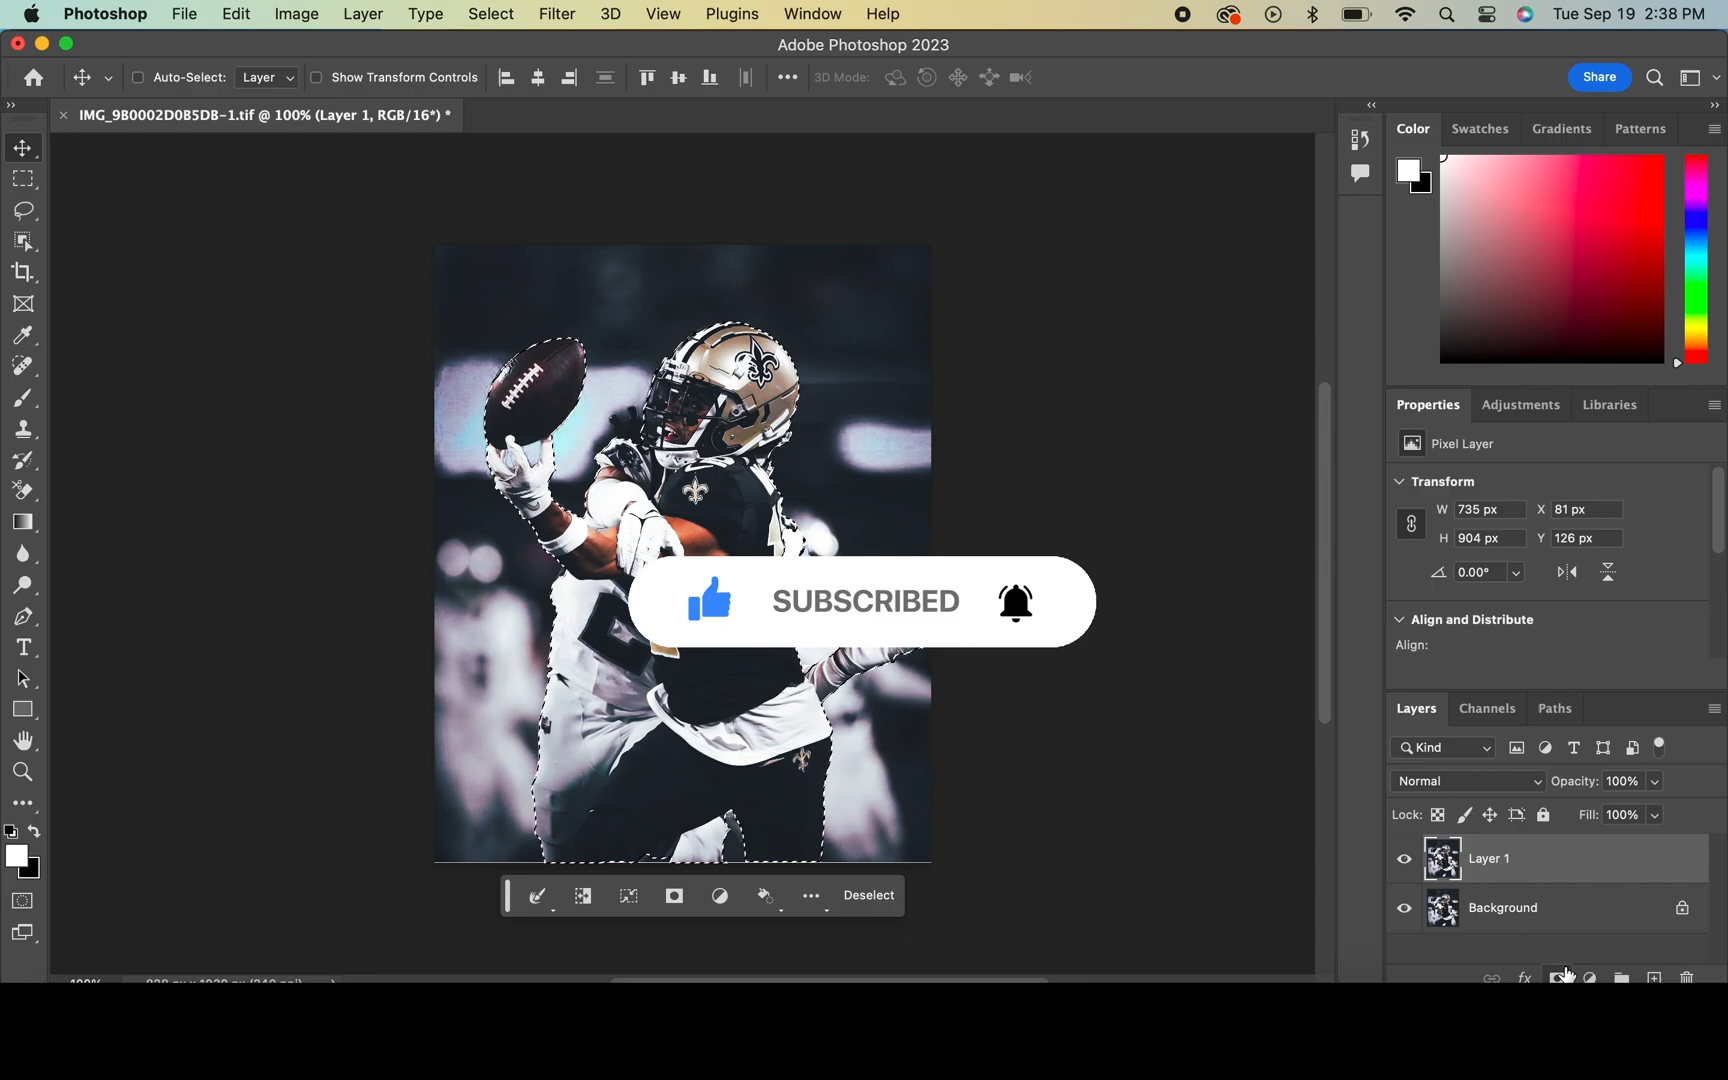 Photoshop File Edit Image Layer Type Select Filter 3D View Plugins Window Help Tue Sep 19 2:38 PM
Adobe Photoshop 2023
Auto-Select: Layer Show Transform Controls 3D Mode: Share
IMG_9B0002D0B5DB-1.tif @ 100% (Layer 1, RGB/16*) *
Color Swatches Gradients Patterns
Properties Adjustments Libraries
Pixel Layer
Transform
W 735 px X 81 px
H 904 px Y 126 px
0.00°
Align and Distribute
Align:
SUBSCRIBED
Layers Channels Paths
Kind
Normal Opacity: 100%
Lock: Fill: 100%
Layer 1
Background
Deselect
fx